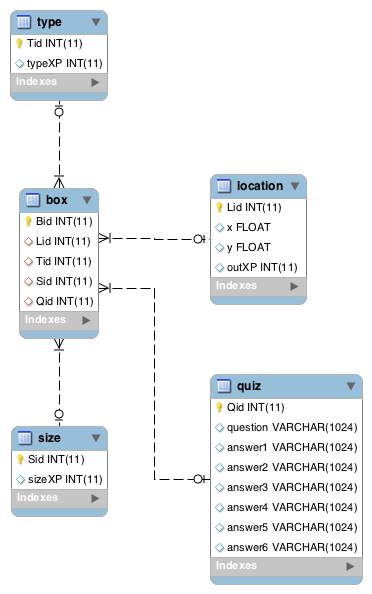 type
Tid INT(11)
typeXP INT(11)
Indexes
box
Bid INT(11)
Lid INT(11)
Tid INT(11)
Sid INT(11)
Qid INT(11)
Indexes
location
Lid INT(11)
x FLOAT
y FLOAT
outXP INT(11)
Indexes
size
Sid INT(11)
sizeXP INT(11)
Indexes
quiz
Qid INT(11)
question VARCHAR(1024)
answer1 VARCHAR(1024)
answer2 VARCHAR(1024)
answer3 VARCHAR(1024)
answer4 VARCHAR(1024)
answer5 VARCHAR(1024)
answer6 VARCHAR(1024)
Indexes